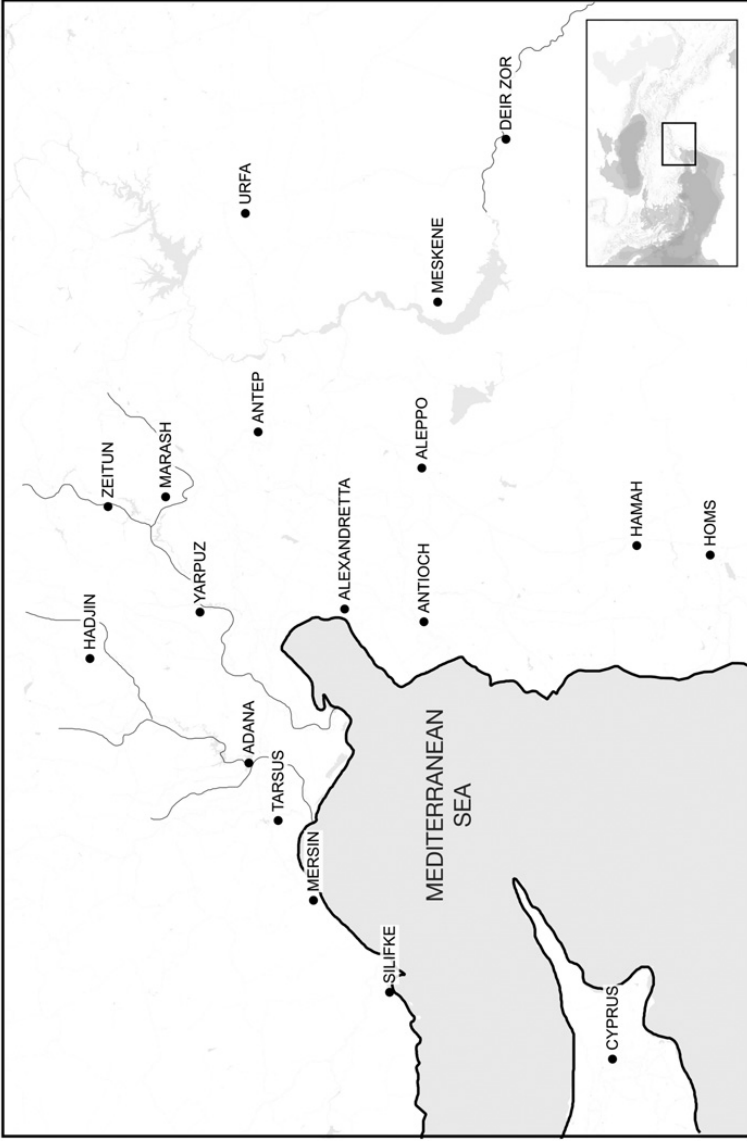 HADJIN
ZEITUN
MARASH
YARPUZ
ADANA
TARSUS
MERSIN
SILIFKE
ANTEP
URFA
ALEXANDRETTA
ANTIOCH
ALEPPO
MESKENE
DEIR ZOR
MEDITERRANEAN
SEA
CYPRUS
HAMAH
HOMS